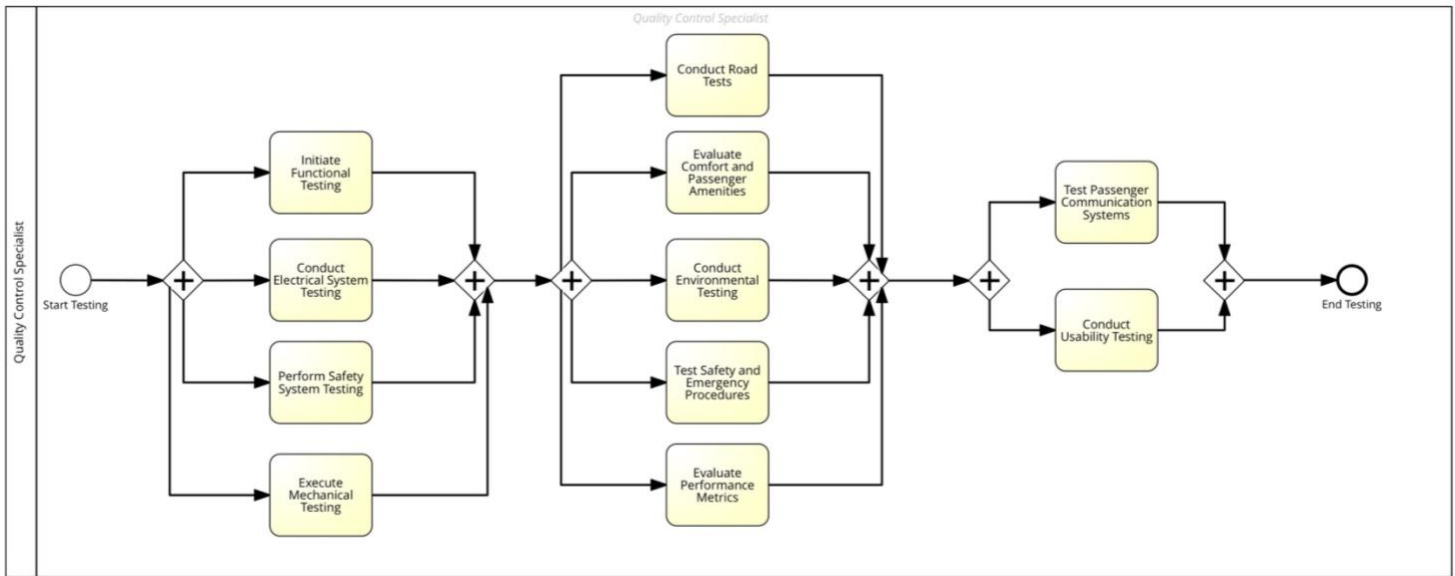 Quality Control Specialist
Quality Control Specialist
Start Testing
Initiate
Functional
Testing
Conduct
Electrical System
Testing
Perform Safety
System Testing
Execute
Mechanical
Testing
Conduct Road
Tests
Evaluate
Comfort and
Passenger
Amenities
Conduct
Environmental
Testing
Test Safety and
Emergency
Procedures
Evaluate
Performance
Metrics
Test Passenger
Communication
Systems
Conduct
Usability Testing
End Testing